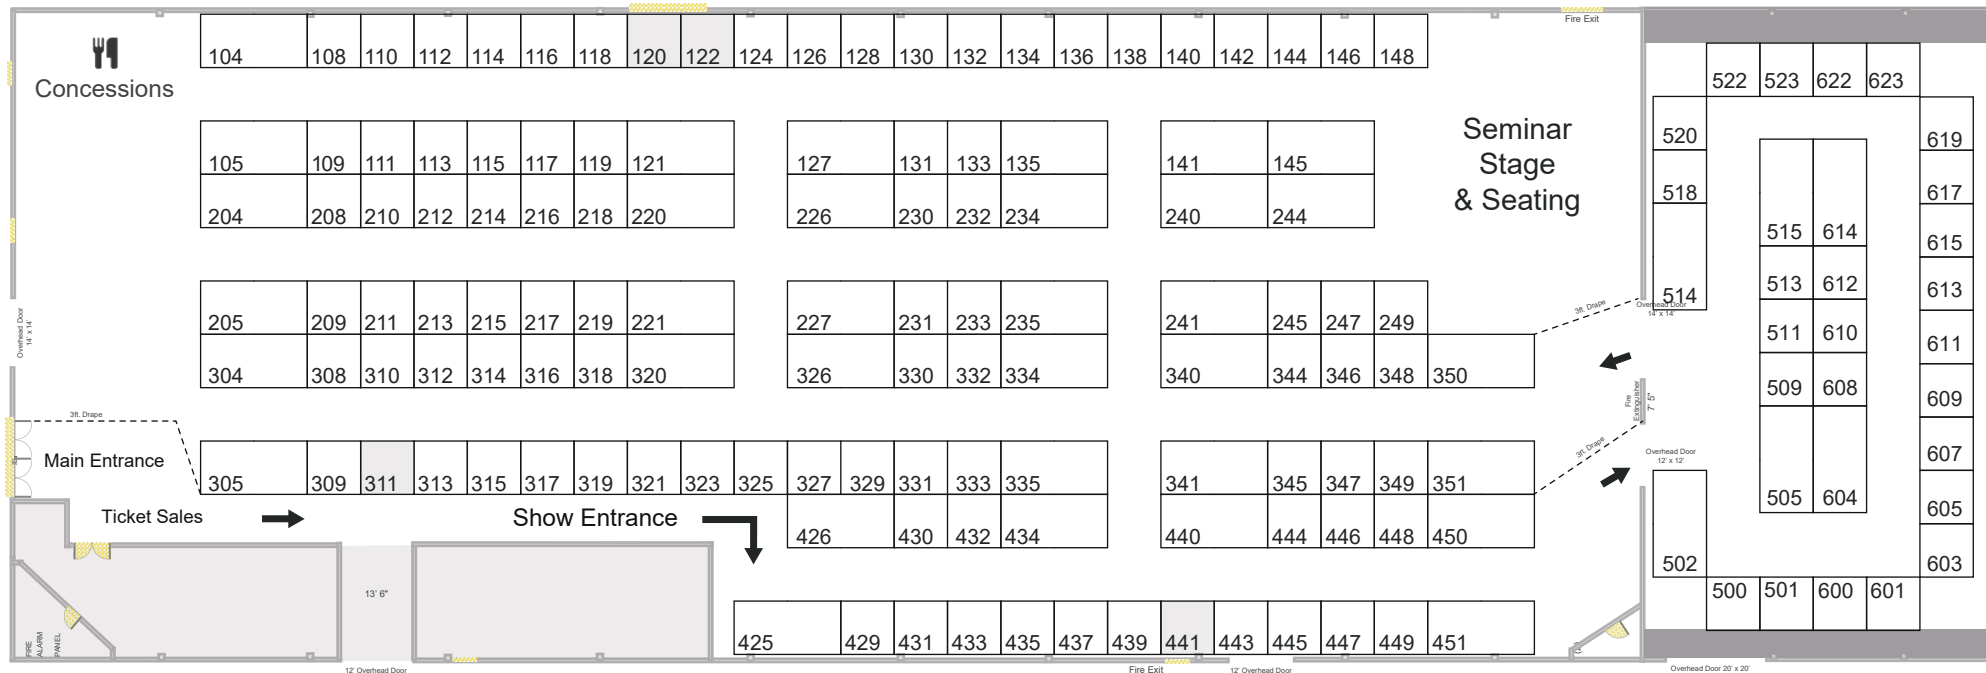 Fire Exit
104 108 110 112 114 116 118 120 122 124 126 128 130 132 134 136 138 140 142 144 146 148
Concessions
522 523 622 623
105 109 111 113 115 117 119 121 127 131 133 135 141 145
Seminar
Stage
& Seating
520 619
518 617
204 208 210 212 214 216 218 220 226 230 232 234 240 244
515 614 615
513 612 613
514
Overhead Door
14' x 14'
3ft. Drape
Overhead Door
14' x 14'
205 209 211 213 215 217 219 221 227 231 233 235 241 245 247 249
511 610 611
304 308 310 312 314 316 318 320 326 330 332 334 340 344 346 348 350
509 608 609
Fire
Extinguisher
7' 5"
3ft. Drape
3ft. Drape
Main Entrance
Overhead Door
12' x 12'
607
305 309 311 313 315 317 319 321 323 325 327 329 331 333 335 341 345 347 349 351
505 604 605
Ticket Sales
Show Entrance
426 430 432 434 440 444 446 448 450
502 603
13' 6"
500 501 600 601
FIRE
ALARM
PANEL
425 429 431 433 435 437 439 441 443 445 447 449 451
12' Overhead Door
Fire Exit
12' Overhead Door
Overhead Door 20' x 20'